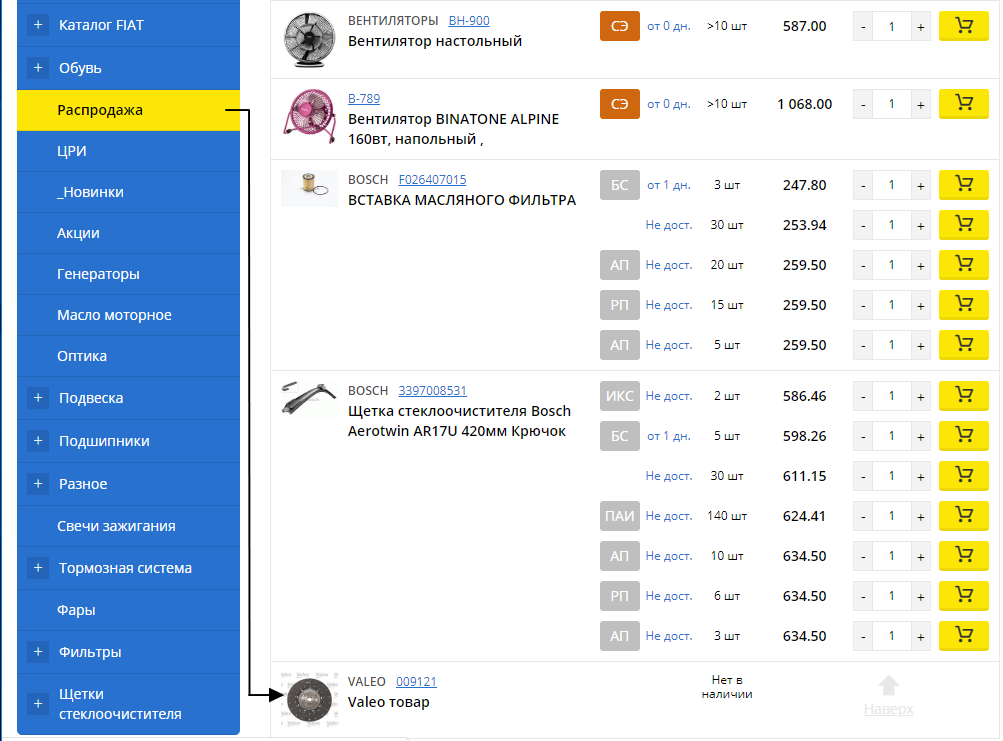 + Каталог FIAT
+ Обувь
Распродажа
ЦРИ
_Новинки
Акции
Генераторы
Масло моторное
Оптика
+ Подвеска
+ Подшипники
+ Разное
Свечи зажигания
+ Тормозная система
Фары
+ Фильтры
+ Щетки
стеклоочистителя
ВЕНТИЛЯТОРЫ BH-900
Вентилятор настольный
СЭ от 0 дн. >10 шт 587.00 - 1 +
B-789
Вентилятор BINATONE ALPINE
160вт, напольный ,
СЭ от 0 дн. >10 шт 1 068.00 - 1 +
BOSCH F026407015
ВСТАВКА МАСЛЯНОГО ФИЛЬТРА
БС от 1 дн. 3 шт 247.80 - 1 +
Не дост. 30 шт 253.94 - 1 +
АП Не дост. 20 шт 259.50 - 1 +
РП Не дост. 15 шт 259.50 - 1 +
АП Не дост. 5 шт 259.50 - 1 +
BOSCH 3397008531
Щетка стеклоочистителя Bosch
Aerotwin AR17U 420мм Крючок
ИКС Не дост. 2 шт 586.46 - 1 +
БС от 1 дн. 5 шт 598.26 - 1 +
Не дост. 30 шт 611.15 - 1 +
ПАИ Не дост. 140 шт 624.41 - 1 +
АП Не дост. 10 шт 634.50 - 1 +
РП Не дост. 6 шт 634.50 - 1 +
АП Не дост. 3 шт 634.50 - 1 +
VALEO 009121
Valeo товар
Нет в
наличии
Наверх